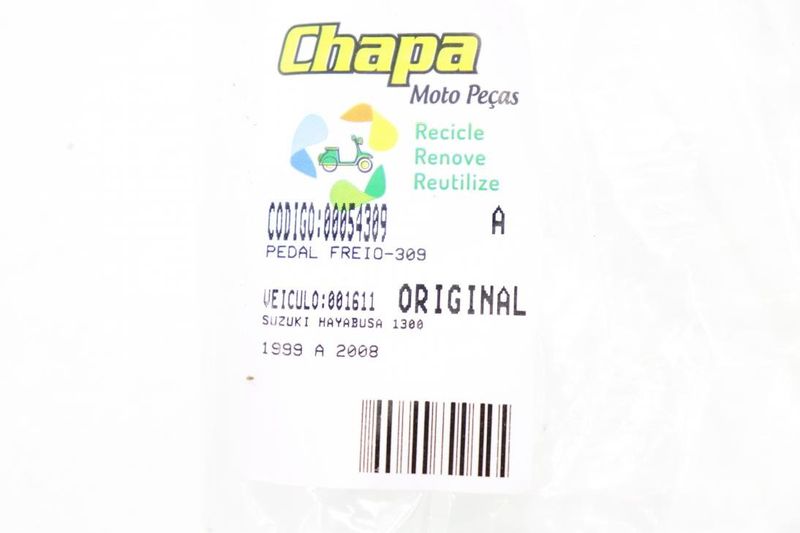 Chapa
Moto Peças
Recicle
Renove
Reutilize
CODIGO:00054309 A
PEDAL FREIO-309
VEICULO:001611 ORIGINAL
SUZUKI HAYABUSA 1300
1999 A 2008